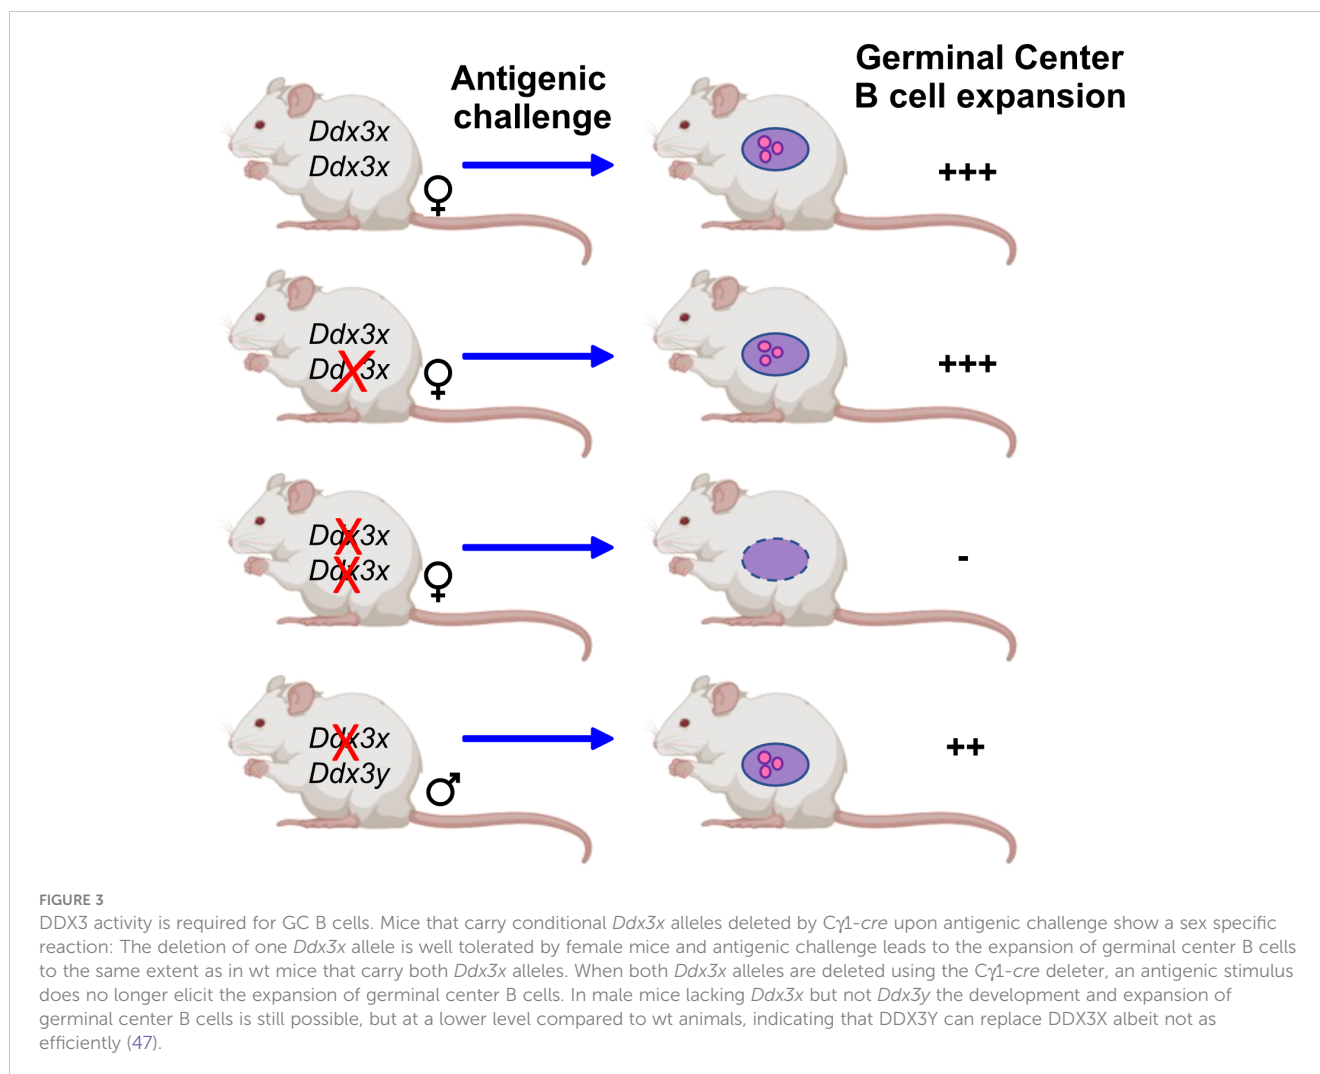 Antigenic
challenge
Germinal Center
B cell expansion
Ddx3x
Ddx3x
♀
+++
Ddx3x
Ddx3x
♀
+++
Ddx3x
Ddx3x
♀
-
Ddx3x
Ddx3y
♂
++
FIGURE 3
DDX3 activity is required for GC B cells. Mice that carry conditional Ddx3x alleles deleted by Cγ1-cre upon antigenic challenge show a sex specific
reaction: The deletion of one Ddx3x allele is well tolerated by female mice and antigenic challenge leads to the expansion of germinal center B cells
to the same extent as in wt mice that carry both Ddx3x alleles. When both Ddx3x alleles are deleted using the Cγ1-cre deleter, an antigenic stimulus
does no longer elicit the expansion of germinal center B cells. In male mice lacking Ddx3x but not Ddx3y the development and expansion of
germinal center B cells is still possible, but at a lower level compared to wt animals, indicating that DDX3Y can replace DDX3X albeit not as
efficiently (47).